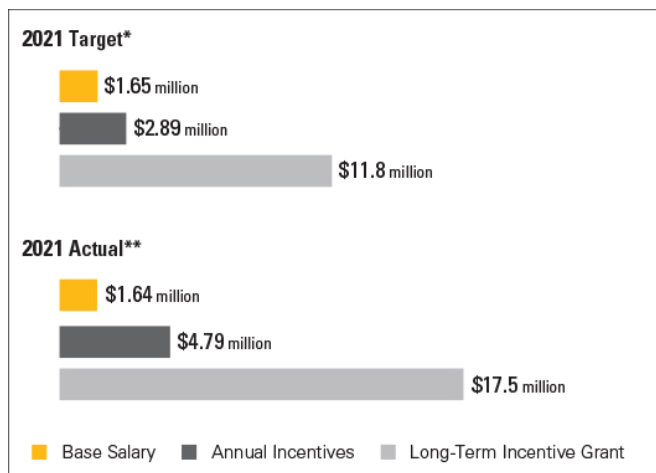 2021 Target*
$1.65 million
$2.89 million
$11.8 million
2021 Actual**
$1.64 million
$4.79 million
$17.5 million
Base Salary Annual Incentives Long-Term Incentive Grant